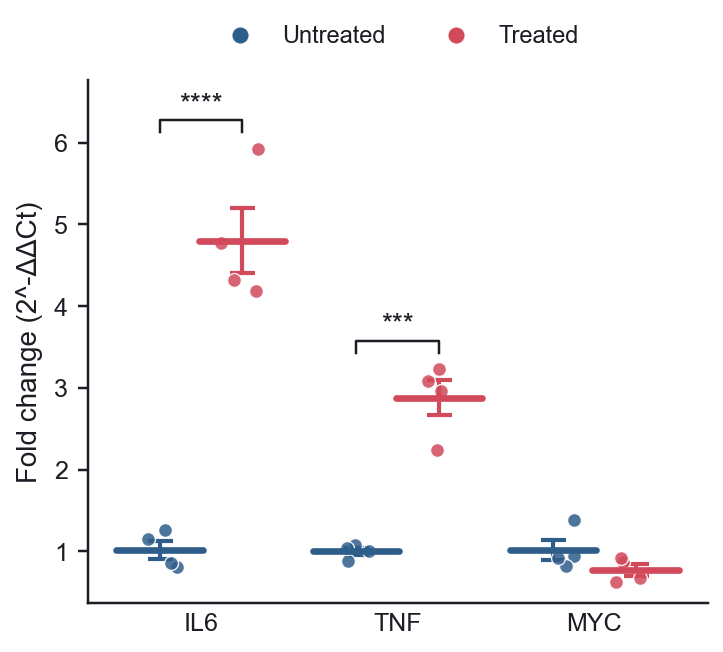 Untreated Treated
****
6
5
4
***
3
2
1
Fold change (2^-ΔΔCt)
IL6 TNF MYC